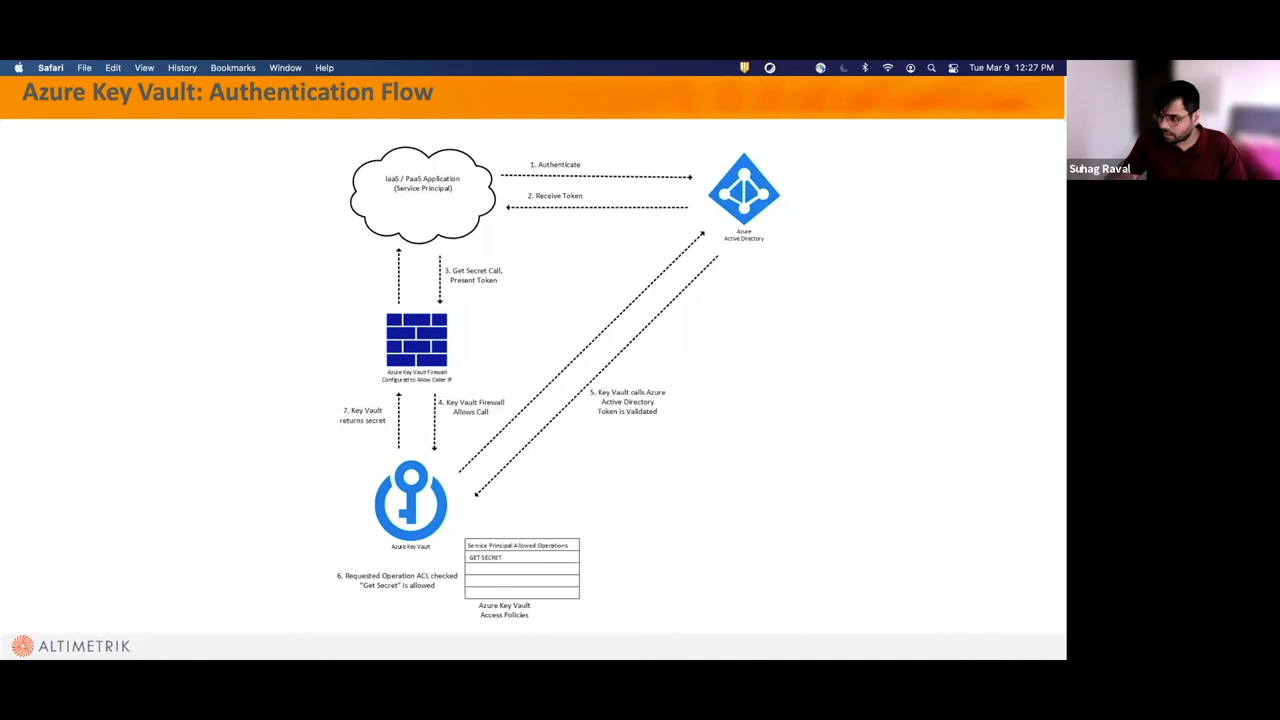 Safari File Edit View History Bookmarks Window Help
Tue Mar 9 12:27 PM
Azure Key Vault: Authentication Flow
Suhag Raval
IaaS / PaaS Application
(Service Principal)
1. Authenticate
2. Receive Token
Azure
Active Directory
3. Get Secret Call,
Present Token
Azure Key Vault Firewall
Configured to Allow Caller IP
4. Key Vault Firewall
Allows Call
5. Key Vault calls Azure
Active Directory
Token is Validated
7. Key Vault
returns secret
Azure Key Vault
Service Principal Allowed Operations
GET SECRET
6. Requested Operation ACL checked
"Get Secret" is allowed
Azure Key Vault
Access Policies
ALTIMETRIK